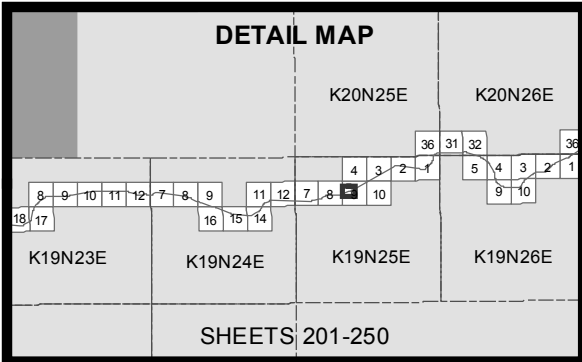 DETAIL MAP
K20N25E K20N26E
36 31 32 36
4 3 2 1 5 4 3 2 1
8 9 10 11 12 7 8 9 11 12 7 8 10 9 10
18 17 16 15 14
K19N23E K19N24E K19N25E K19N26E
SHEETS 201-250